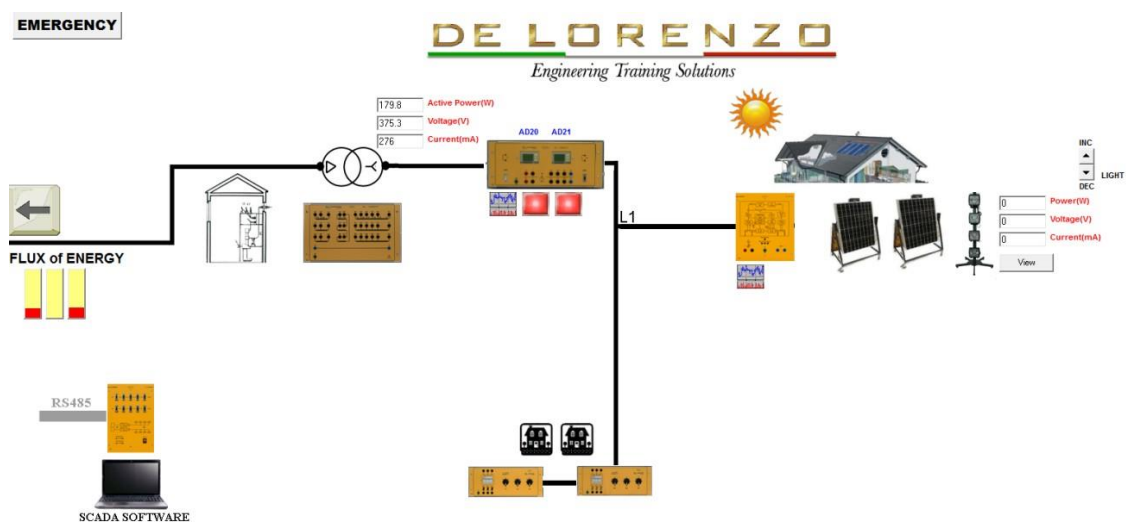 EMERGENCY
DE LORENZO
Engineering Training Solutions
179.8 Active Power(W)
375.3 Voltage(V)
276 Current(mA)
AD20 AD21
INC
LIGHT
DEC
L1
0 Power(W)
0 Voltage(V)
0 Current(mA)
View
FLUX of ENERGY
RS485
SCADA SOFTWARE